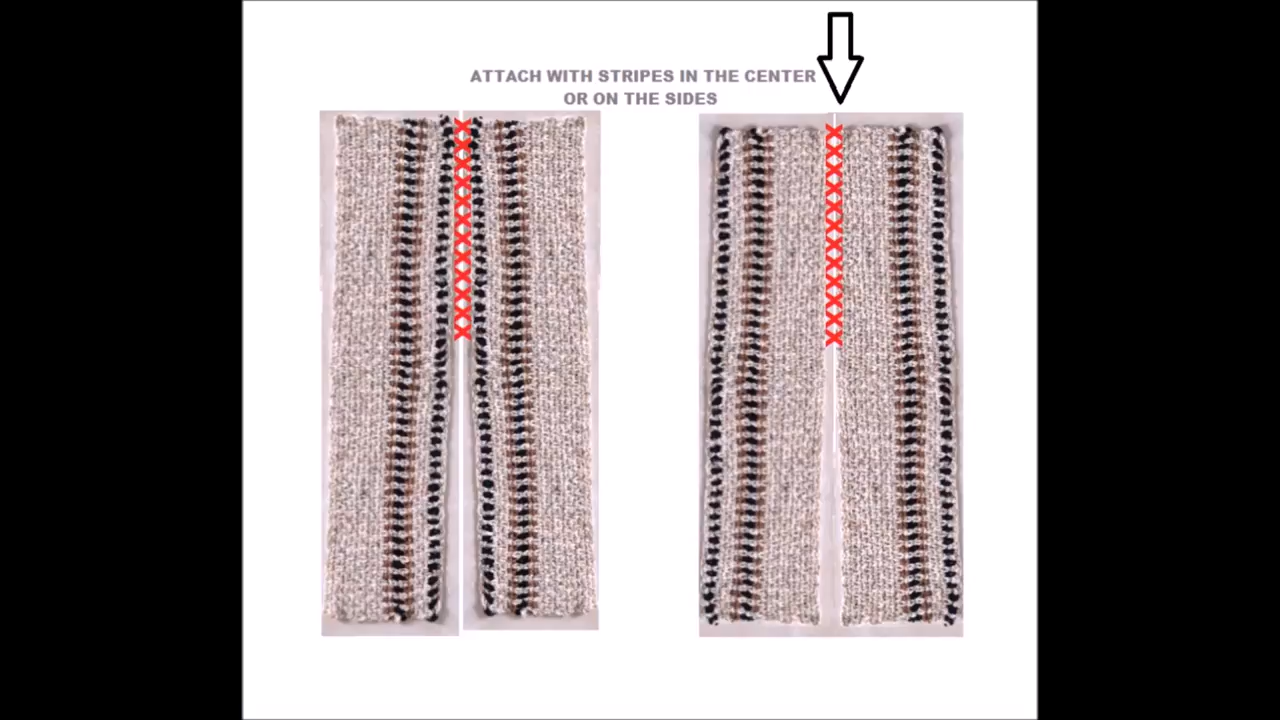 ATTACH WITH STRIPES IN THE CENTER
OR ON THE SIDES